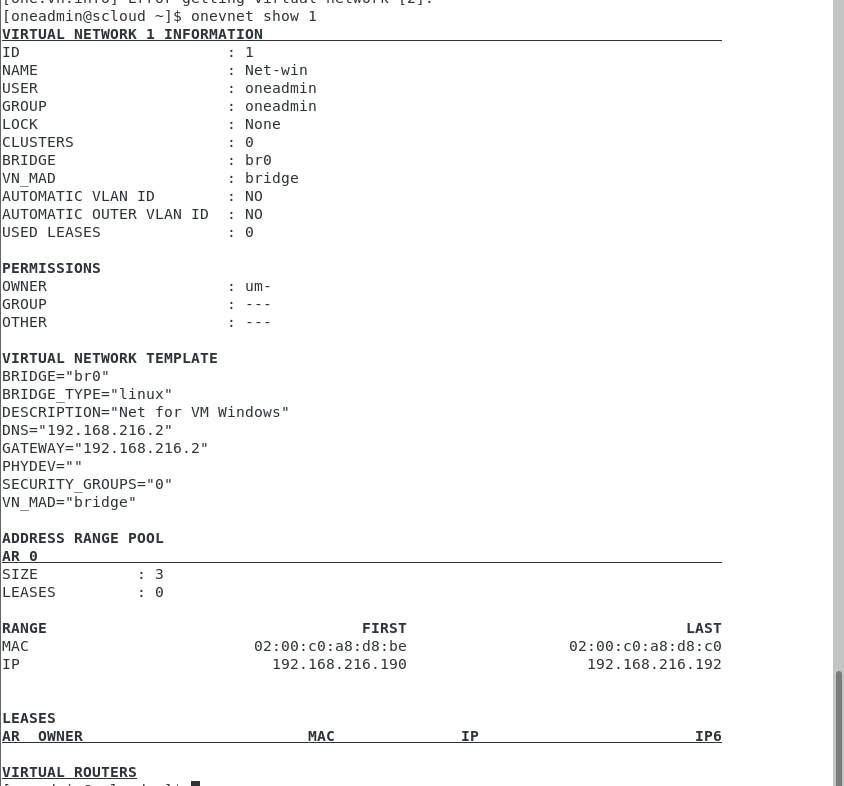 [one.vn.info] Error getting virtual network [2].
[oneadmin@scloud ~]$ onevnet show 1
VIRTUAL NETWORK 1 INFORMATION
ID : 1
NAME : Net-win
USER : oneadmin
GROUP : oneadmin
LOCK : None
CLUSTERS : 0
BRIDGE : br0
VN_MAD : bridge
AUTOMATIC VLAN ID : NO
AUTOMATIC OUTER VLAN ID : NO
USED LEASES : 0
PERMISSIONS
OWNER : um-
GROUP : ---
OTHER : ---
VIRTUAL NETWORK TEMPLATE
BRIDGE="br0"
BRIDGE_TYPE="linux"
DESCRIPTION="Net for VM Windows"
DNS="192.168.216.2"
GATEWAY="192.168.216.2"
PHYDEV=""
SECURITY_GROUPS="0"
VN_MAD="bridge"
ADDRESS RANGE POOL
AR 0
SIZE : 3
LEASES : 0
RANGE FIRST LAST
MAC 02:00:c0:a8:d8:be 02:00:c0:a8:d8:c0
IP 192.168.216.190 192.168.216.192
LEASES
AR OWNER MAC IP IP6
VIRTUAL ROUTERS